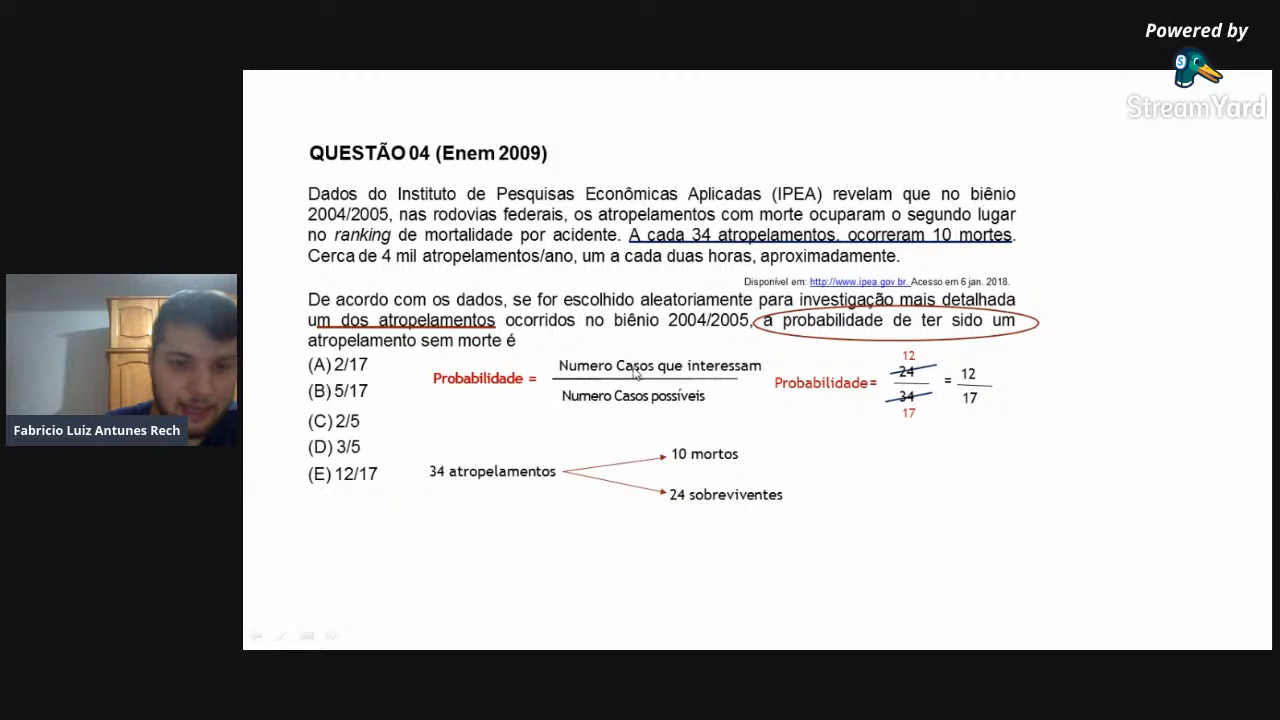 Powered by
StreamYard
QUESTÃO 04 (Enem 2009)
Dados do Instituto de Pesquisas Econômicas Aplicadas (IPEA) revelam que no biênio
2004/2005, nas rodovias federais, os atropelamentos com morte ocuparam o segundo lugar
no ranking de mortalidade por acidente. A cada 34 atropelamentos, ocorreram 10 mortes.
Cerca de 4 mil atropelamentos/ano, um a cada duas horas, aproximadamente.
Disponível em: http://www.ipea.gov.br. Acesso em 6 jan. 2018.
De acordo com os dados, se for escolhido aleatoriamente para investigação mais detalhada
um dos atropelamentos ocorridos no biênio 2004/2005, a probabilidade de ter sido um
atropelamento sem morte é
(A) 2/17
(B) 5/17
(C) 2/5
(D) 3/5
(E) 12/17
Probabilidade =
Numero Casos que interessam
Numero Casos possíveis
Probabilidade =
12
24
34
17
=
12
17
34 atropelamentos
10 mortos
24 sobreviventes
Fabricio Luiz Antunes Rech